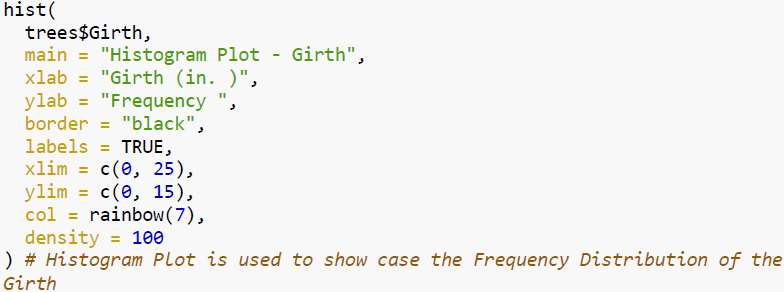 hist(
  trees$Girth,
  main = "Histogram Plot - Girth",
  xlab = "Girth (in. )",
  ylab = "Frequency ",
  border = "black",
  labels = TRUE,
  xlim = c(0, 25),
  ylim = c(0, 15),
  col = rainbow(7),
  density = 100
) # Histogram Plot is used to show case the Frequency Distribution of the
Girth